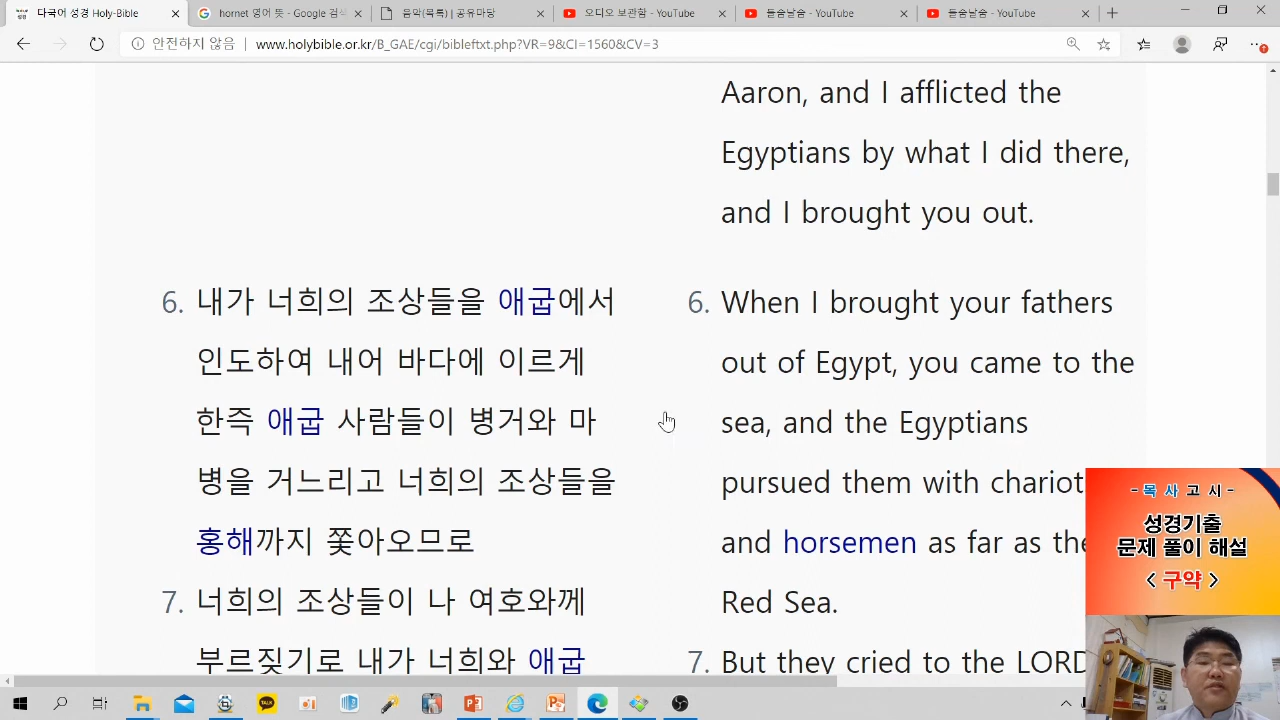 다국어 성경 Holy-Bible
hornet 영어 뜻 - Google 검색
음악(목록) | 공유마당
오디오 보관함 - YouTube
들숨날숨 - YouTube
들숨날숨 - YouTube
안전하지 않음
www.holybible.or.kr/B_GAE/cgi/bibleftxt.php?VR=9&CI=1560&CV=3
Aaron, and I afflicted the
Egyptians by what I did there,
and I brought you out.
6. 내가 너희의 조상들을 애굽에서
인도하여 내어 바다에 이르게
한즉 애굽 사람들이 병거와 마
병을 거느리고 너희의 조상들을
홍해까지 쫓아오므로
7. 너희의 조상들이 나 여호와께
부르짖기로 내가 너희와 애굽
6. When I brought your fathers
out of Egypt, you came to the
sea, and the Egyptians
pursued them with chariot
and horsemen as far as the
Red Sea.
7. But they cried to the LORD
- 목 사 고 시 -
성경기출
문제 풀이 해설
< 구약 >
TALK